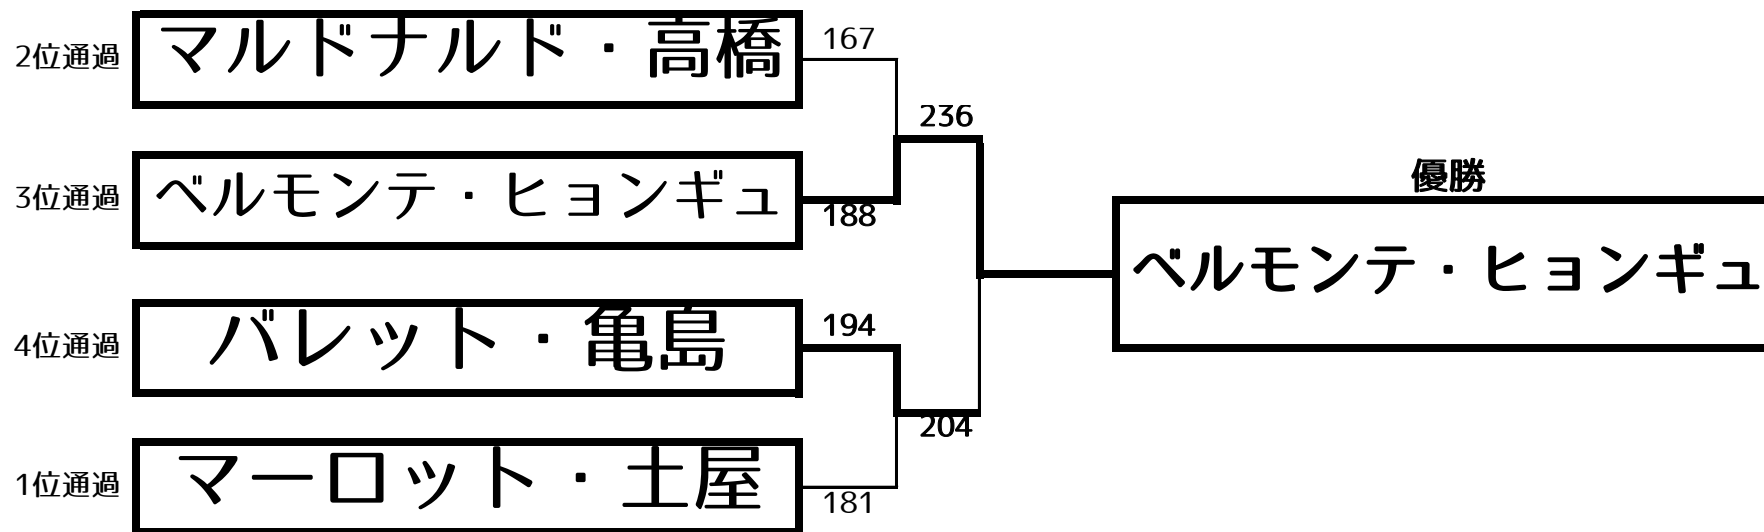 2位通過
マルドナルド・高橋
167
236
3位通過
ベルモンテ・ヒョンギュ
188
優勝
ベルモンテ・ヒョンギュ
4位通過
バレット・亀島
194
204
1位通過
マーロット・土屋
181